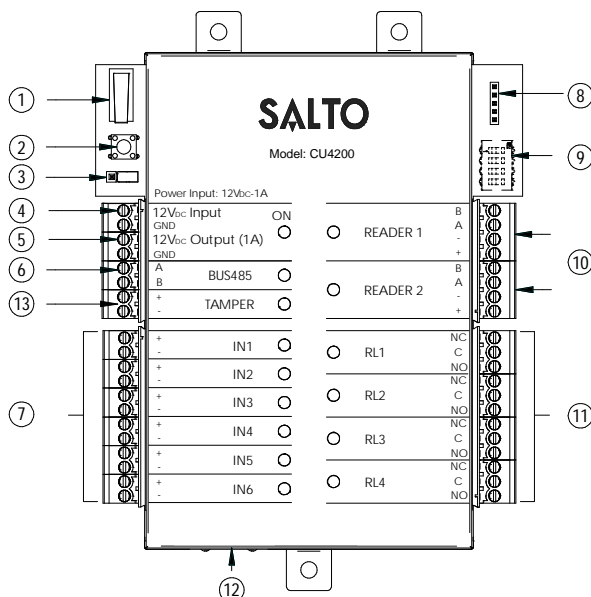 SALTO
Model: CU4200
Power Input: 12VDC-1A
1
2
3
4
5
6
13
7
12VDC Input
GND
12VDC Output (1A)
GND
ON
A
B
BUS485
+
-
TAMPER
+
-
IN1
+
-
IN2
+
-
IN3
+
-
IN4
+
-
IN5
+
-
IN6
READER 1
B
A
-
+
READER 2
B
A
-
+
RL1
NC
C
NO
RL2
NC
C
NO
RL3
NC
C
NO
RL4
NC
C
NO
8
9
10
11
12